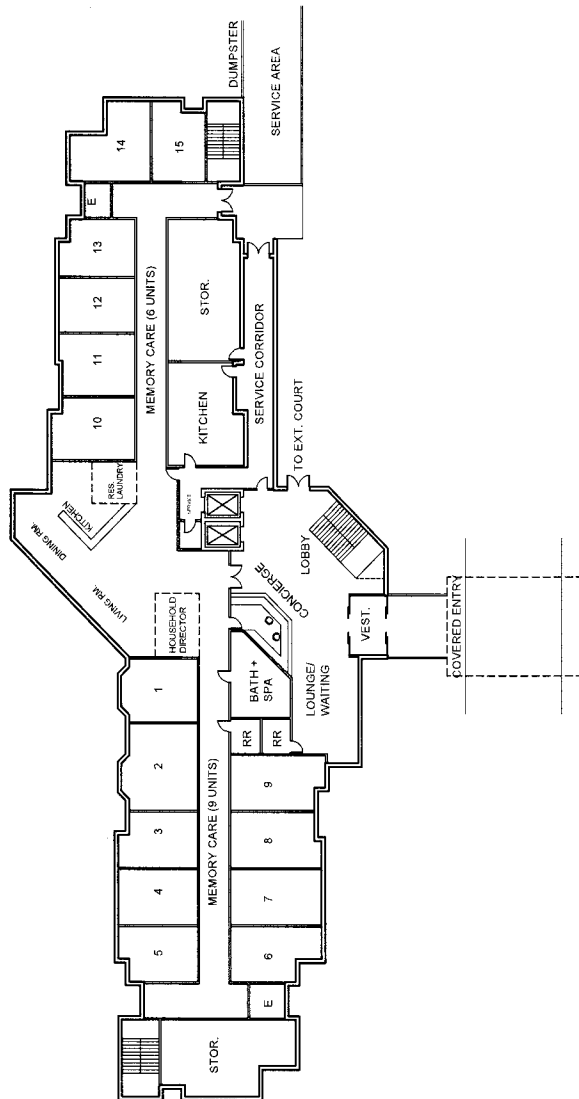 DUMPSTER
SERVICE AREA
14
15
E
13
12
11
10
MEMORY CARE (6 UNITS)
STOR.
KITCHEN
SERVICE CORRIDOR
TO EXT. COURT
RES.
LAUNDRY
KITCHEN
DINING RM.
LIVING RM.
HOUSEHOLD
DIRECTOR
CONCIERGE
LOBBY
VEST.
COVERED ENTRY
BATH +
SPA
LOUNGE/
WAITING
RR
RR
1
2
3
4
5
MEMORY CARE (9 UNITS)
9
8
7
6
E
STOR.